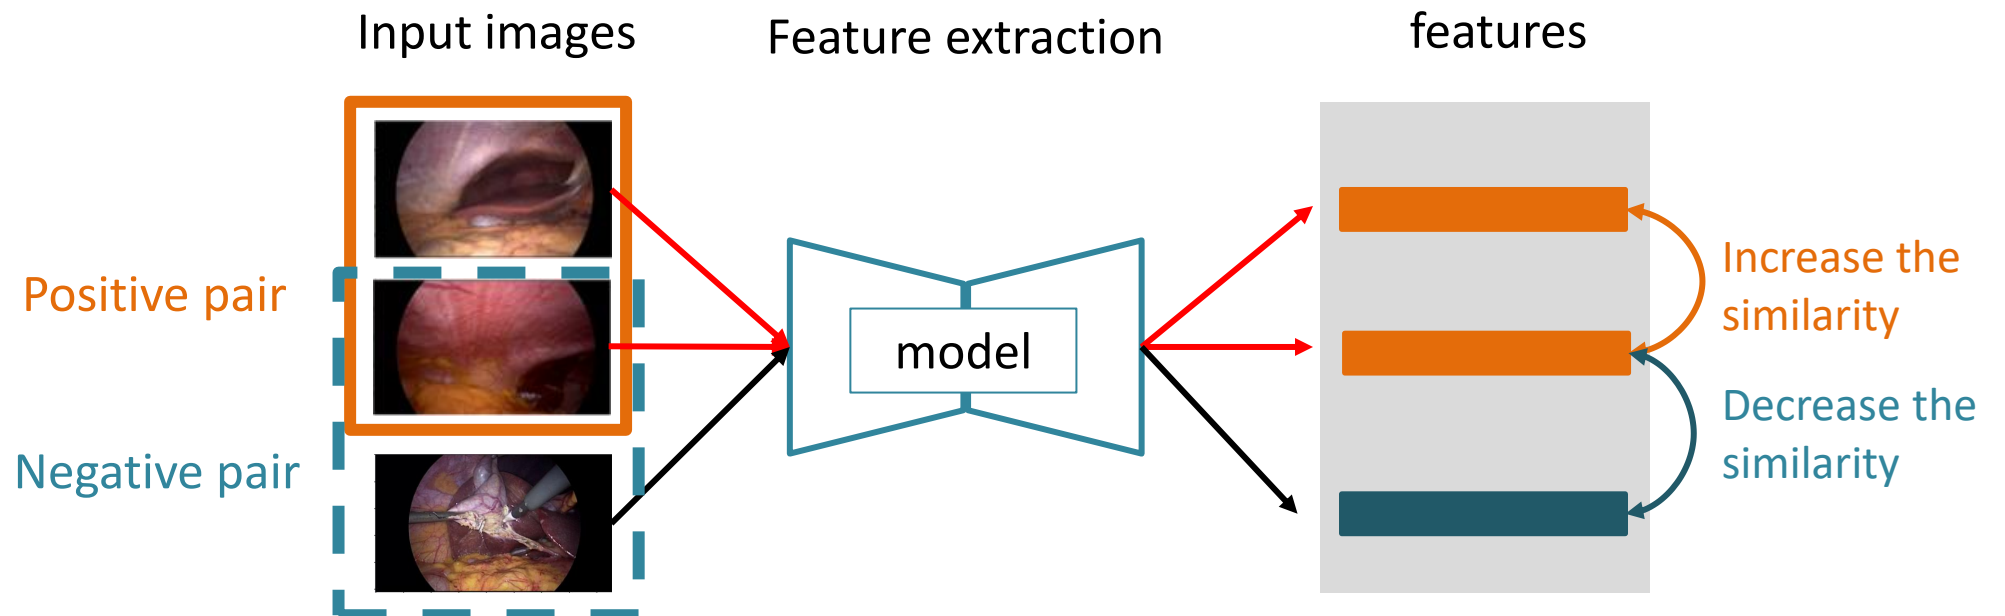 Input images
Feature extraction
features
Positive pair
Negative pair
model
Increase the
similarity
Decrease the
similarity